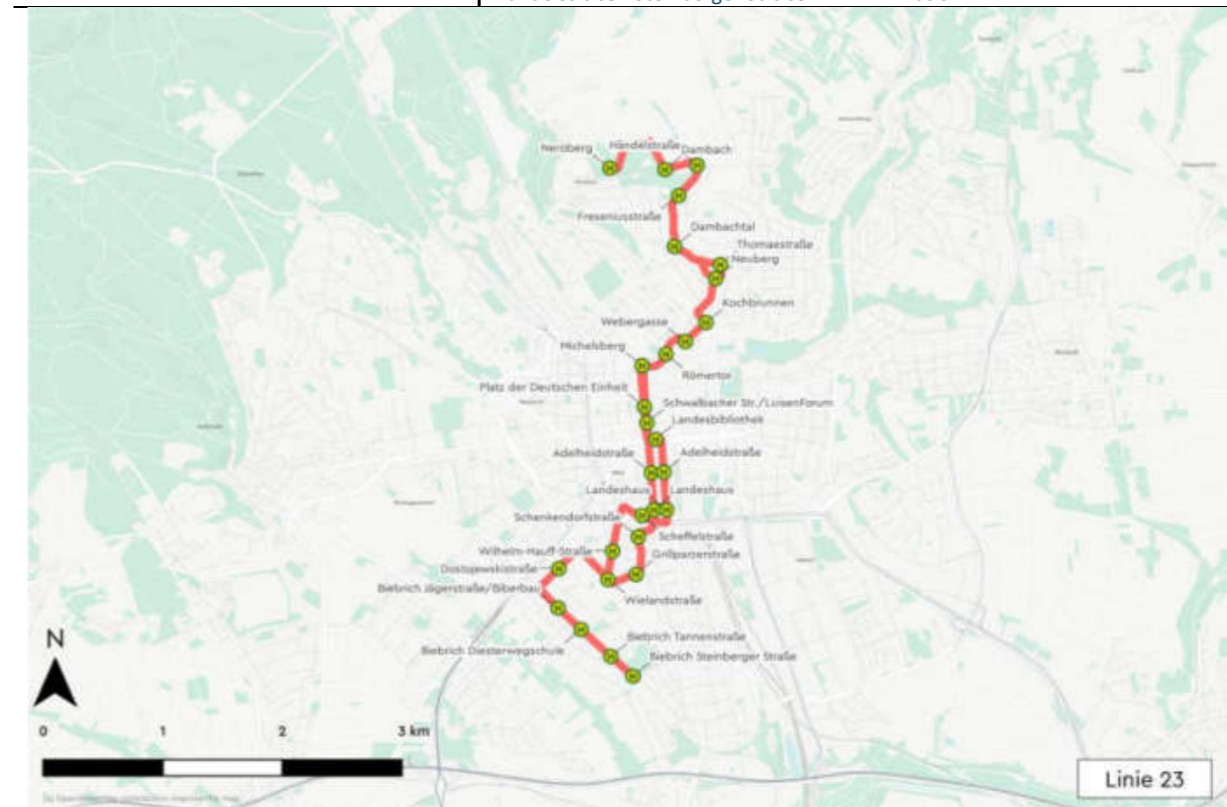 Neroberg
Händelstraße
Dambach
Freseniusstraße
Dambachtal
Thomaestraße
Neuberg
Kochbrunnen
Webergasse
Michelsberg
Römertor
Platz der Deutschen Einheit
Schwalbacher Str./LuisenForum
Landesbibliothek
Adelheidstraße
Adelheidstraße
Landeshaus
Landeshaus
Schenkendorfstraße
Scheffelstraße
Wilhelm-Hauff-Straße
Grillparzerstraße
Dostojewskistraße
Biebrich Jägerstraße/Biberbau
Wielandstraße
Biebrich Tannenstraße
Biebrich Diesterwegschule
Biebrich Steinberger Straße
N
0 1 2 3 km
Linie 23